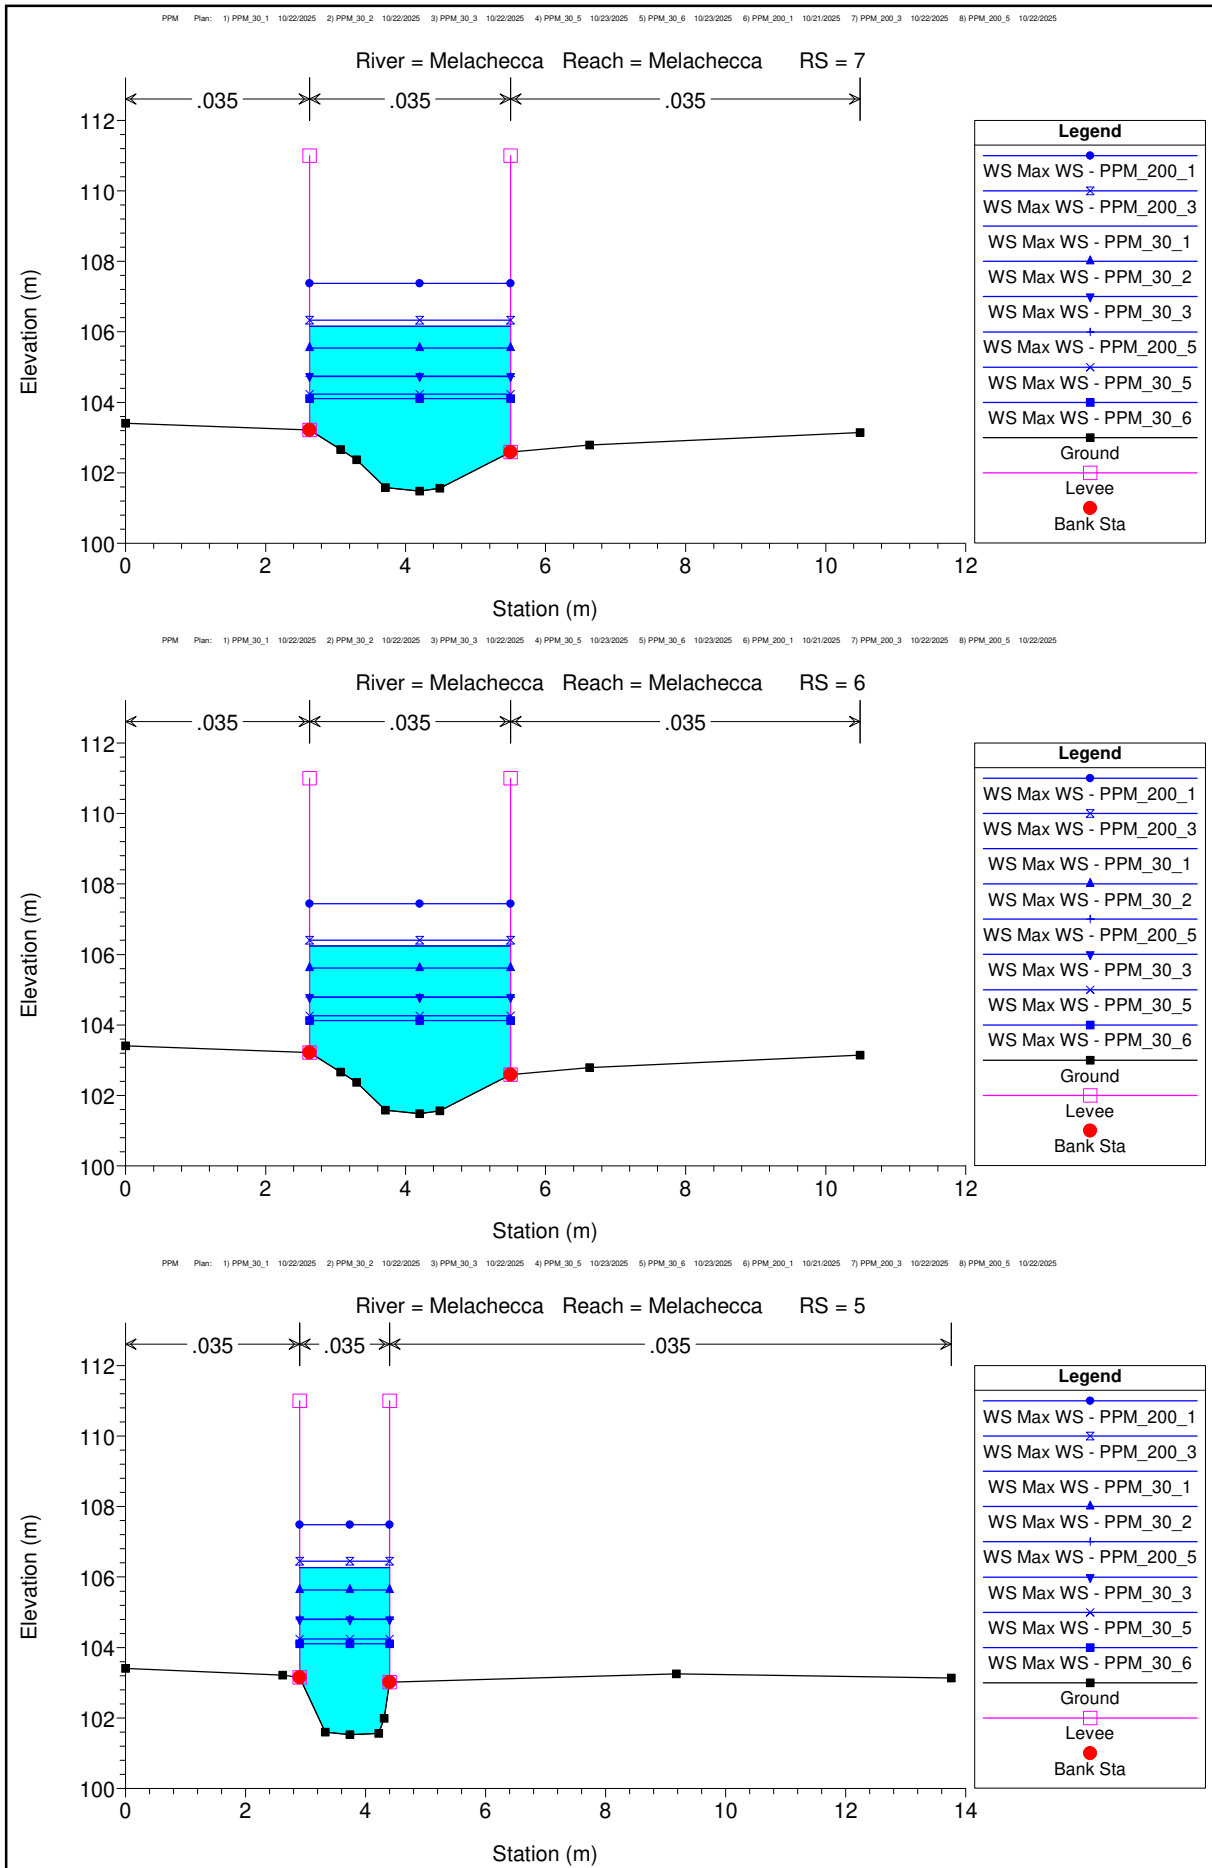 PPM Plan: 1) PPM_30_1 10/22/2025 2) PPM_30_2 10/22/2025 3) PPM_30_3 10/22/2025 4) PPM_30_5 10/23/2025 5) PPM_30_6 10/23/2025 6) PPM_200_1 10/21/2025 7) PPM_200_3 10/22/2025 8) PPM_200_5 10/22/2025
River = Melachecca Reach = Melachecca RS = 7
.035 .035 .035
112
110
108
106
104
102
100
Elevation (m)
0 2 4 6 8 10 12
Station (m)
Legend
WS Max WS - PPM_200_1
WS Max WS - PPM_200_3
WS Max WS - PPM_30_1
WS Max WS - PPM_30_2
WS Max WS - PPM_30_3
WS Max WS - PPM_200_5
WS Max WS - PPM_30_5
WS Max WS - PPM_30_6
Ground
Levee
Bank Sta
PPM Plan: 1) PPM_30_1 10/22/2025 2) PPM_30_2 10/22/2025 3) PPM_30_3 10/22/2025 4) PPM_30_5 10/23/2025 5) PPM_30_6 10/23/2025 6) PPM_200_1 10/21/2025 7) PPM_200_3 10/22/2025 8) PPM_200_5 10/22/2025
River = Melachecca Reach = Melachecca RS = 6
.035 .035 .035
112
110
108
106
104
102
100
Elevation (m)
0 2 4 6 8 10 12
Station (m)
Legend
WS Max WS - PPM_200_1
WS Max WS - PPM_200_3
WS Max WS - PPM_30_1
WS Max WS - PPM_30_2
WS Max WS - PPM_200_5
WS Max WS - PPM_30_3
WS Max WS - PPM_30_5
WS Max WS - PPM_30_6
Ground
Levee
Bank Sta
PPM Plan: 1) PPM_30_1 10/22/2025 2) PPM_30_2 10/22/2025 3) PPM_30_3 10/22/2025 4) PPM_30_5 10/23/2025 5) PPM_30_6 10/23/2025 6) PPM_200_1 10/21/2025 7) PPM_200_3 10/22/2025 8) PPM_200_5 10/22/2025
River = Melachecca Reach = Melachecca RS = 5
.035 .035 .035
112
110
108
106
104
102
100
Elevation (m)
0 2 4 6 8 10 12 14
Station (m)
Legend
WS Max WS - PPM_200_1
WS Max WS - PPM_200_3
WS Max WS - PPM_30_1
WS Max WS - PPM_30_2
WS Max WS - PPM_200_5
WS Max WS - PPM_30_3
WS Max WS - PPM_30_5
WS Max WS - PPM_30_6
Ground
Levee
Bank Sta